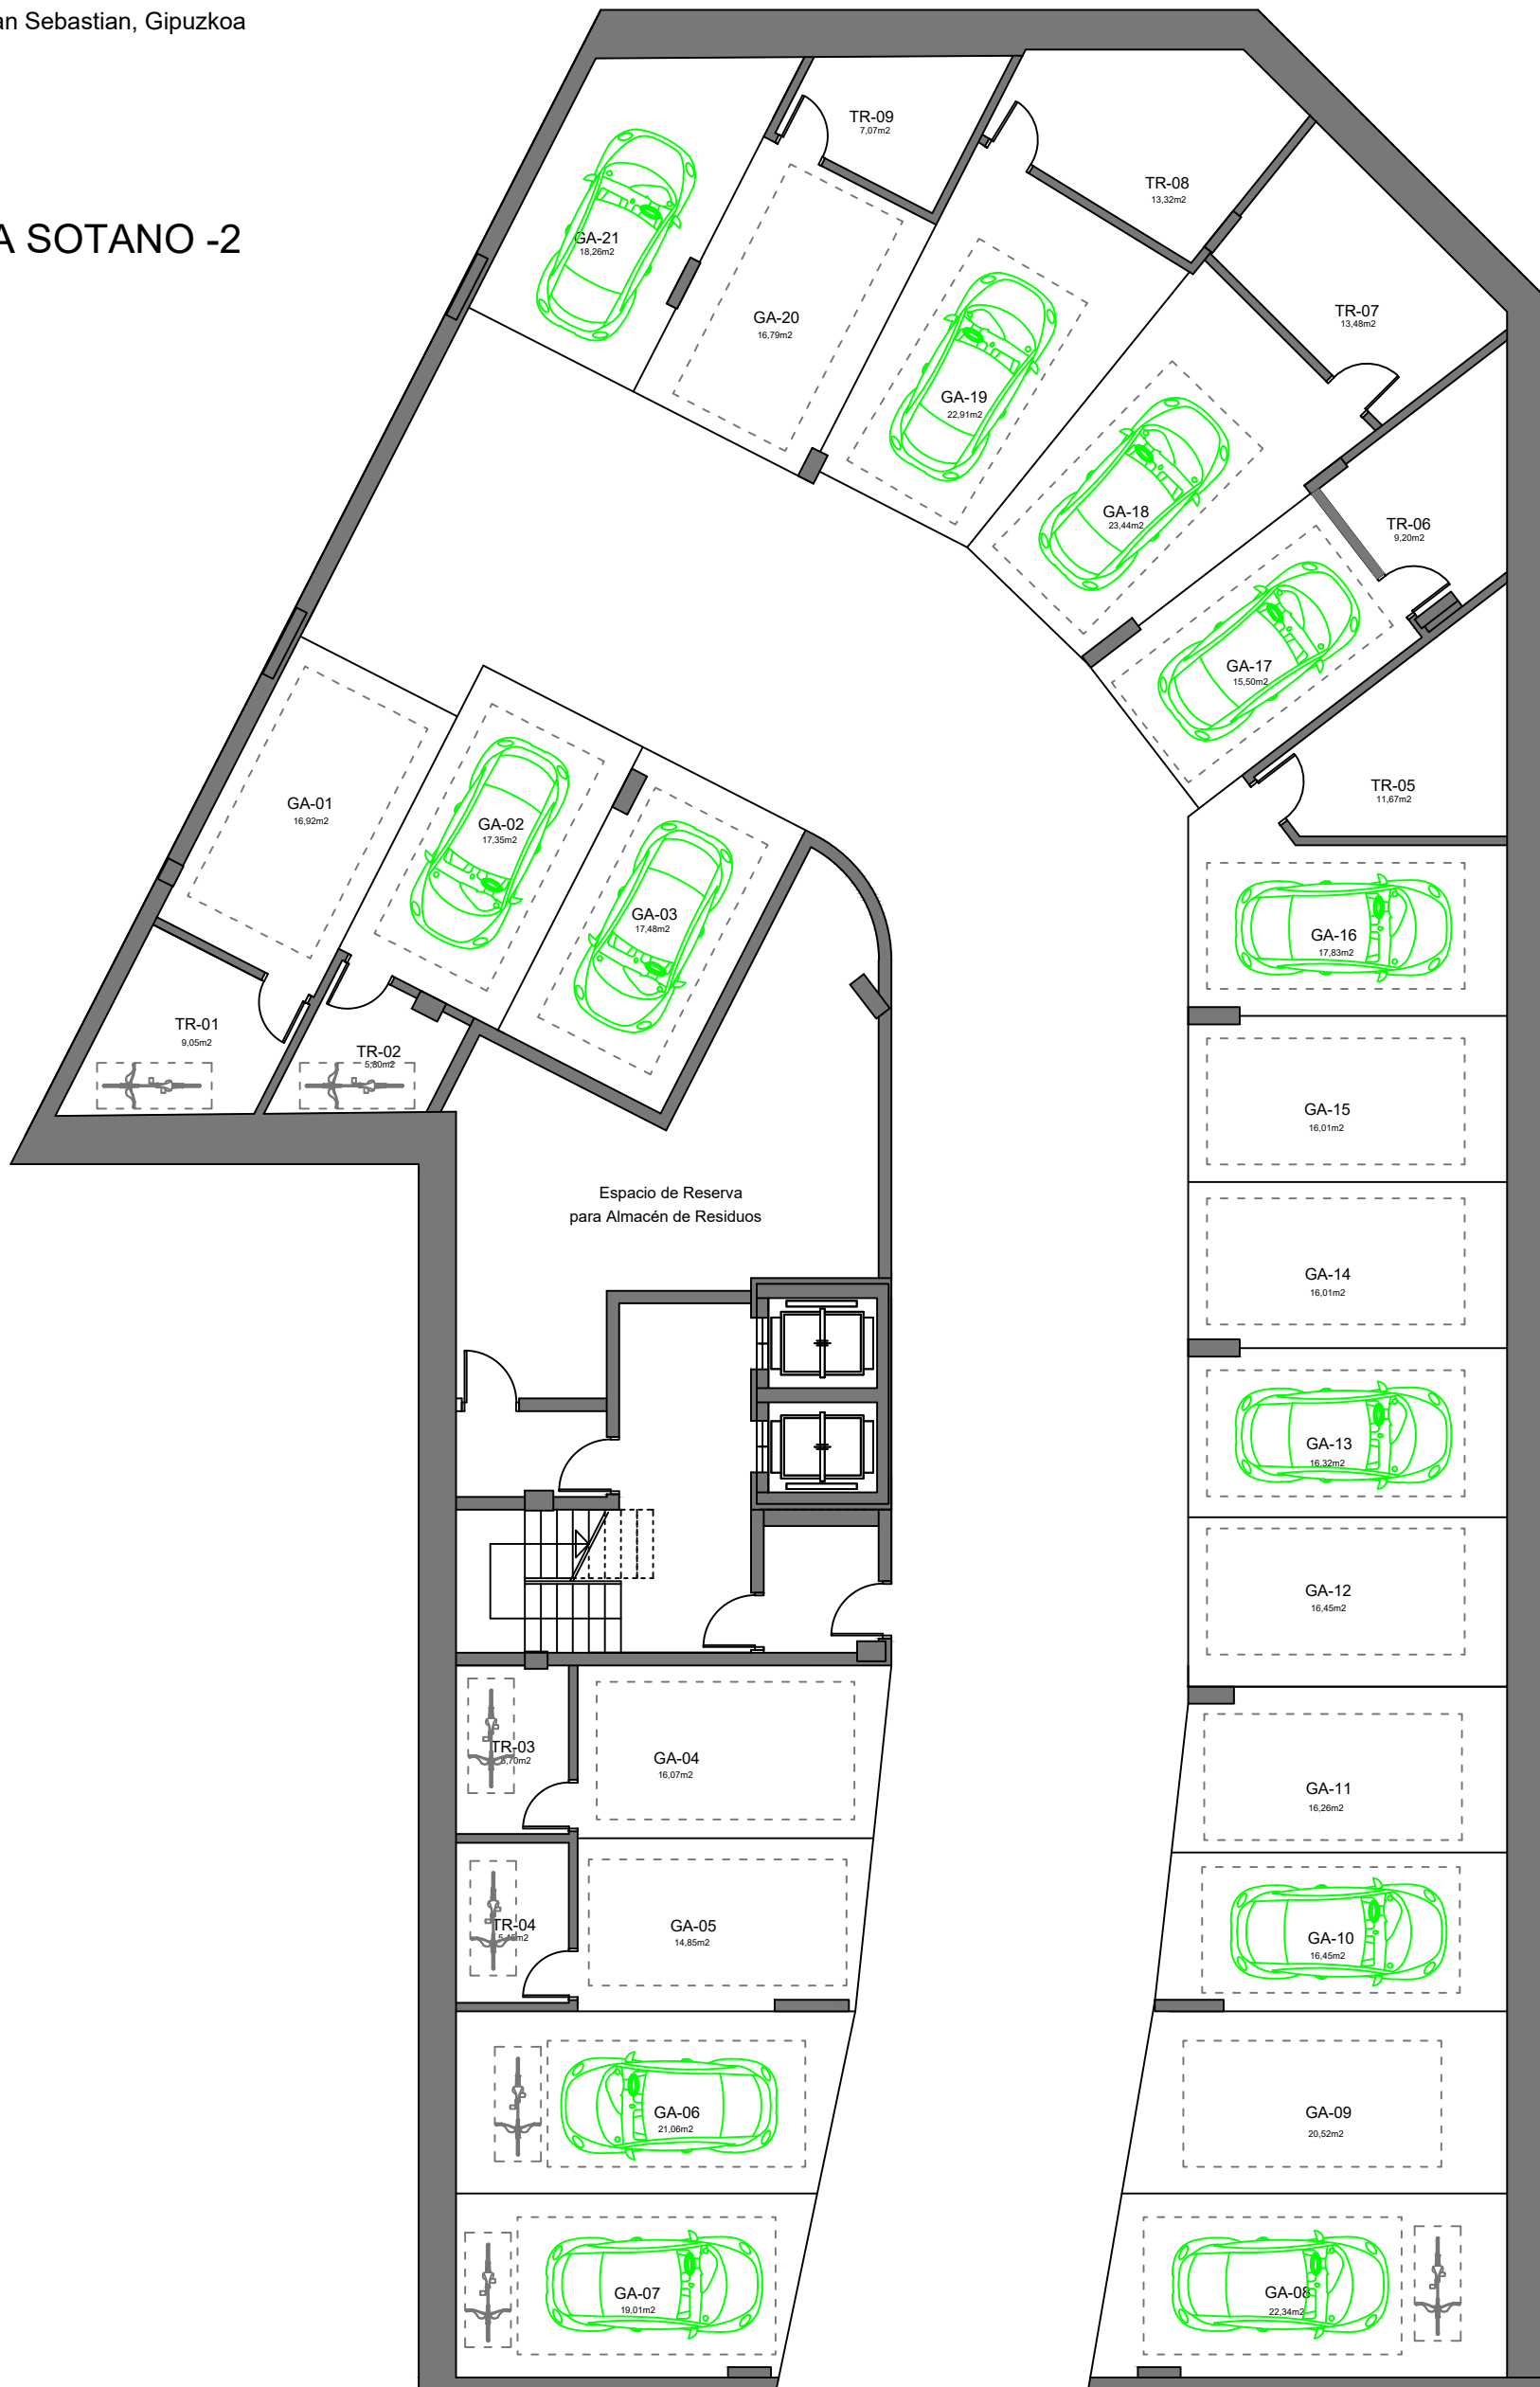 an Sebastian, Gipuzkoa
A SOTANO -2
TR-09
7,07m2
TR-08
13,32m2
GA-21
18,26m2
GA-20
16,79m2
TR-07
13,48m2
GA-19
22,91m2
GA-18
23,44m2
TR-06
9,20m2
GA-17
15,50m2
TR-05
11,67m2
GA-01
16,92m2
GA-02
17,35m2
GA-03
17,48m2
GA-16
17,83m2
TR-01
9,05m2
TR-02
5,80m2
GA-15
16,01m2
Espacio de Reserva
para Almacén de Residuos
GA-14
16,01m2
GA-13
16,32m2
GA-12
16,45m2
TR-03
GA-04
16,07m2
GA-11
16,26m2
TR-04
GA-05
14,85m2
GA-10
16,45m2
GA-06
21,06m2
GA-09
20,52m2
GA-07
19,01m2
GA-08
22,34m2